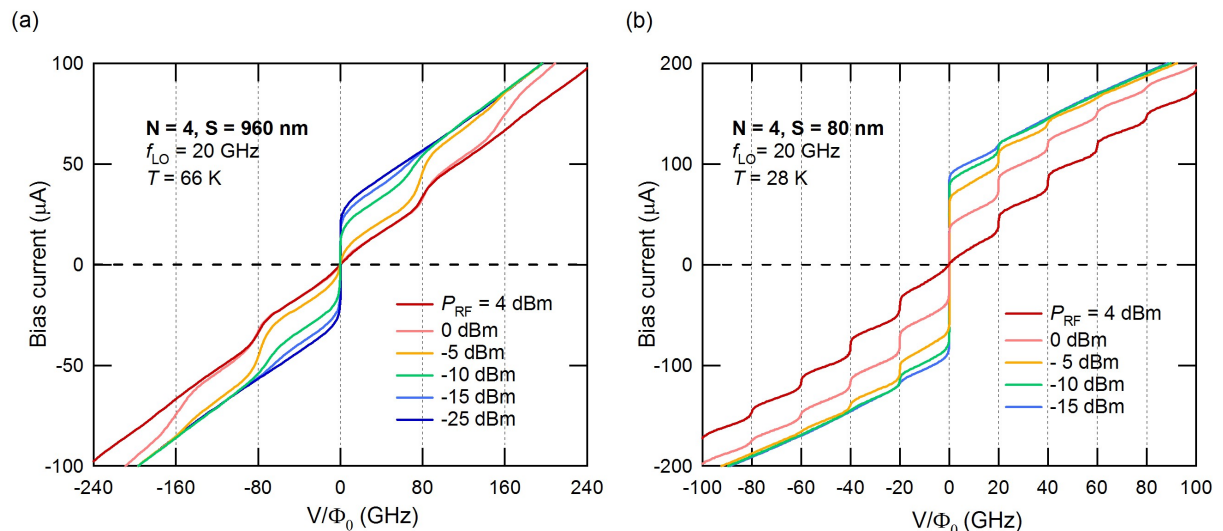 (a)
100
50
0
-50
-100
Bias current (μA)
N = 4, S = 960 nm
f_LO = 20 GHz
T = 66 K
P_RF = 4 dBm
0 dBm
-5 dBm
-10 dBm
-15 dBm
-25 dBm
-240 -160 -80 0 80 160 240
V/Φ₀ (GHz)
(b)
200
100
0
-100
-200
Bias current (μA)
N = 4, S = 80 nm
f_LO = 20 GHz
T = 28 K
P_RF = 4 dBm
0 dBm
- 5 dBm
-10 dBm
-15 dBm
-100 -80 -60 -40 -20 0 20 40 60 80 100
V/Φ₀ (GHz)